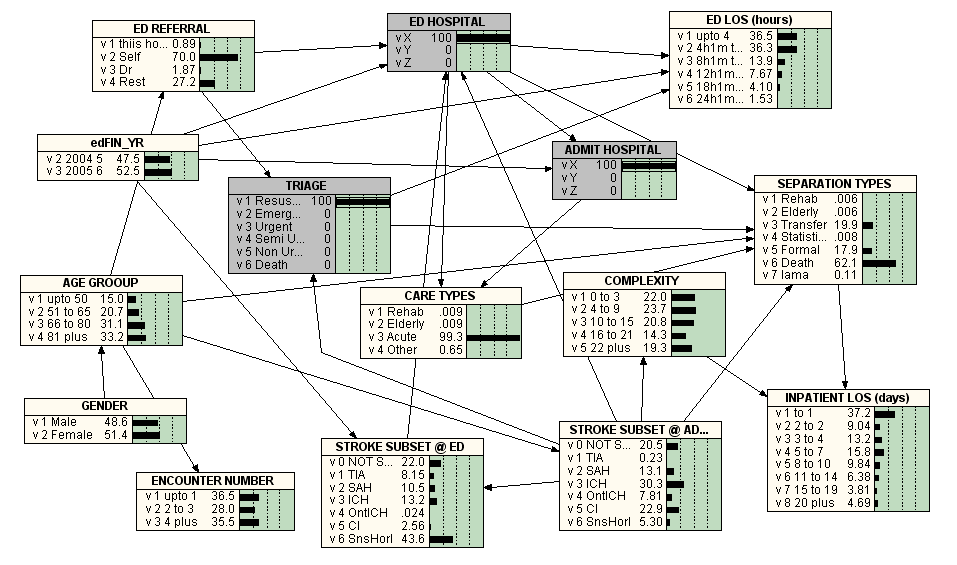 ED REFERRAL
v 1 thiis ho... 0.89
v 2 Self 70.0
v 3 Dr 1.87
v 4 Rest 27.2
ED HOSPITAL
v X 100
v Y 0
v Z 0
ED LOS (hours)
v 1 upto 4 36.5
v 2 4h1m t... 36.3
v 3 8h1m t... 13.9
v 4 12h1m... 7.67
v 5 18h1m... 4.10
v 6 24h1m... 1.53
edFIN_YR
v 2 2004 5 47.5
v 3 2005 6 52.5
ADMIT HOSPITAL
v X 100
v Y 0
v Z 0
TRIAGE
v 1 Resus... 100
v 2 Emerg... 0
v 3 Urgent 0
v 4 Semi U... 0
v 5 Non Ur... 0
v 6 Death 0
SEPARATION TYPES
v 1 Rehab .006
v 2 Elderly .006
v 3 Transfer 19.9
v 4 Statisti... .008
v 5 Formal 17.9
v 6 Death 62.1
v 7 lama 0.11
AGE GROOUP
v 1 upto 50 15.0
v 2 51 to 65 20.7
v 3 66 to 80 31.1
v 4 81 plus 33.2
CARE TYPES
v 1 Rehab .009
v 2 Elderly .009
v 3 Acute 99.3
v 4 Other 0.65
COMPLEXITY
v 1 0 to 3 22.0
v 2 4 to 9 23.7
v 3 10 to 15 20.8
v 4 16 to 21 14.3
v 5 22 plus 19.3
GENDER
v 1 Male 48.6
v 2 Female 51.4
INPATIENT LOS (days)
v 1 1 to 1 37.2
v 2 2 to 2 9.04
v 3 3 to 4 13.2
v 4 5 to 7 15.8
v 5 8 to 10 9.84
v 6 11 to 14 6.38
v 7 15 to 19 3.81
v 8 20 plus 4.69
STROKE SUBSET @ ED
v 0 NOT S... 22.0
v 1 TIA 8.15
v 2 SAH 10.5
v 3 ICH 13.2
v 4 OntICH .024
v 5 CI 2.56
v 6 SnsHorI 43.6
STROKE SUBSET @ AD...
v 0 NOT S... 20.5
v 1 TIA 0.23
v 2 SAH 13.1
v 3 ICH 30.3
v 4 OntICH 7.81
v 5 CI 22.9
v 6 SnsHorI 5.30
ENCOUNTER NUMBER
v 1 upto 1 36.5
v 2 2 to 3 28.0
v 3 4 plus 35.5